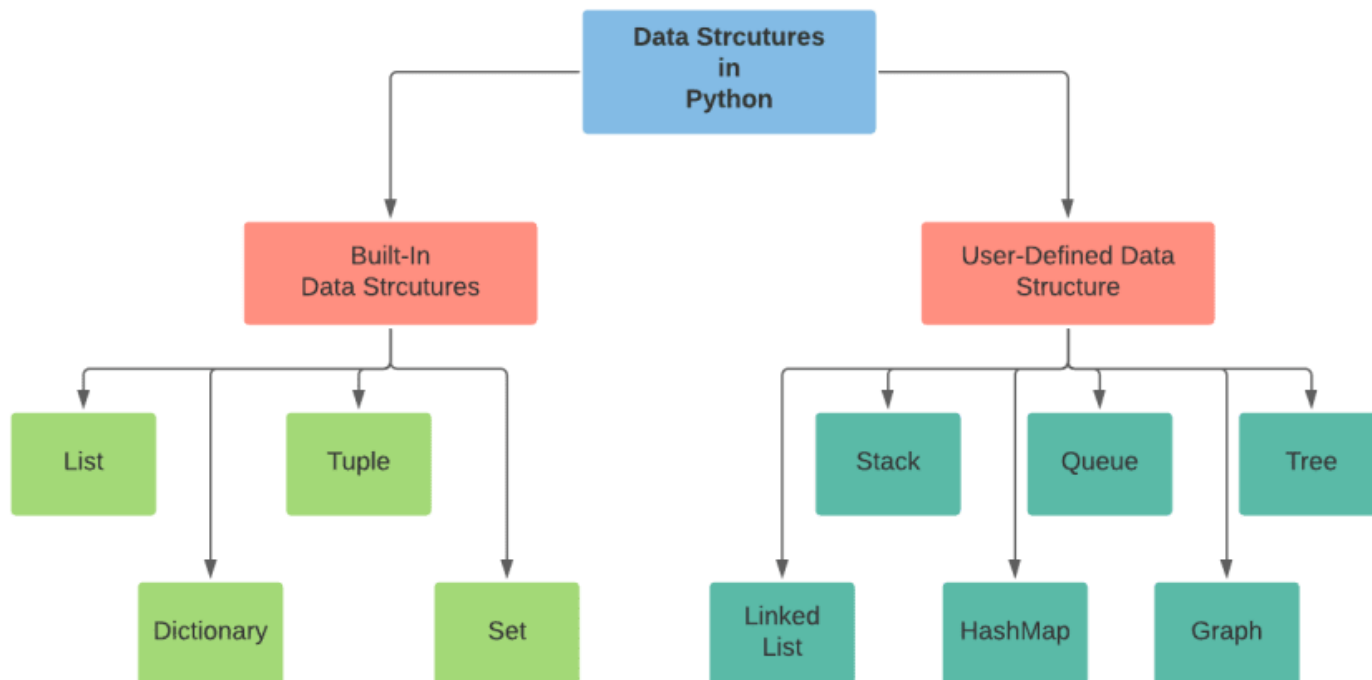 Data Strcutures
in
Python
Built-In
Data Strcutures
User-Defined Data
Structure
List
Tuple
Stack
Queue
Tree
Dictionary
Set
Linked
List
HashMap
Graph